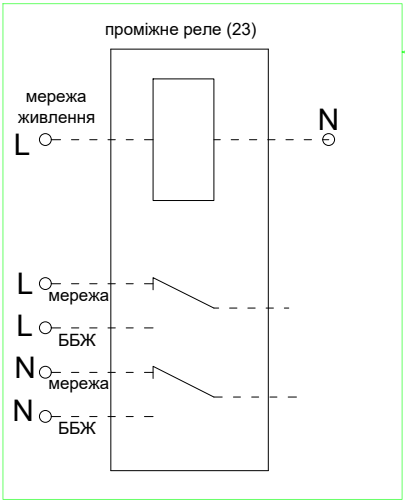 проміжне реле (23)
мережа
живлення
L
N
L
мережа
L
ББЖ
N
мережа
N
ББЖ